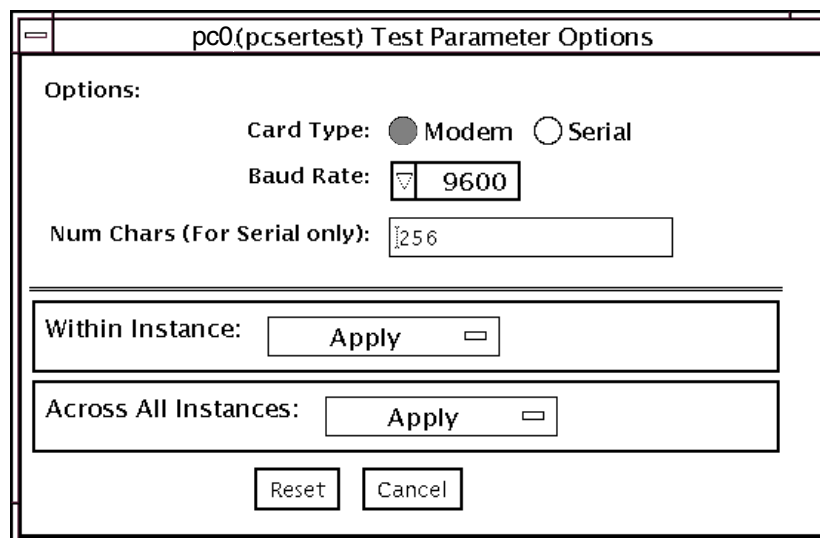 pc0.(pcsertest) Test Parameter Options
Options:
Card Type: Modem Serial
Baud Rate: 9600
Num Chars (For Serial only): 256
Within Instance: Apply
Across All Instances: Apply
Reset Cancel